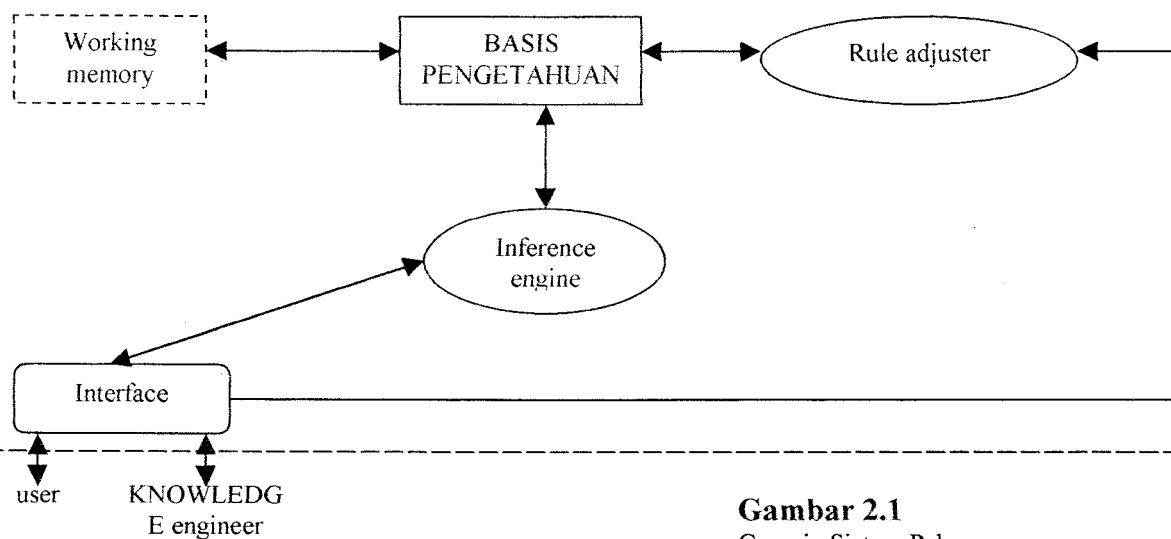 Working
memory
BASIS
PENGETAHUAN
Rule adjuster
Inference
engine
Interface
user
KNOWLEDG
E engineer
Gambar 2.1